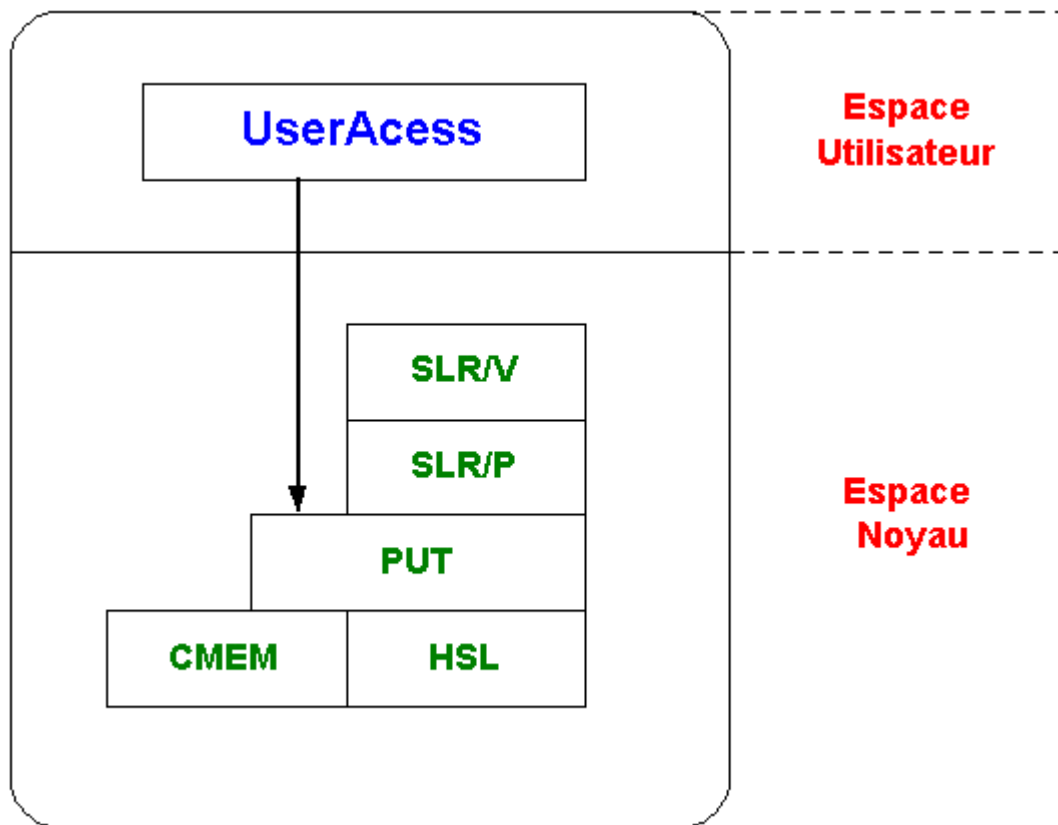 UserAcess
Espace
Utilisateur
SLR/V
SLR/P
PUT
CMEM HSL
Espace
Noyau